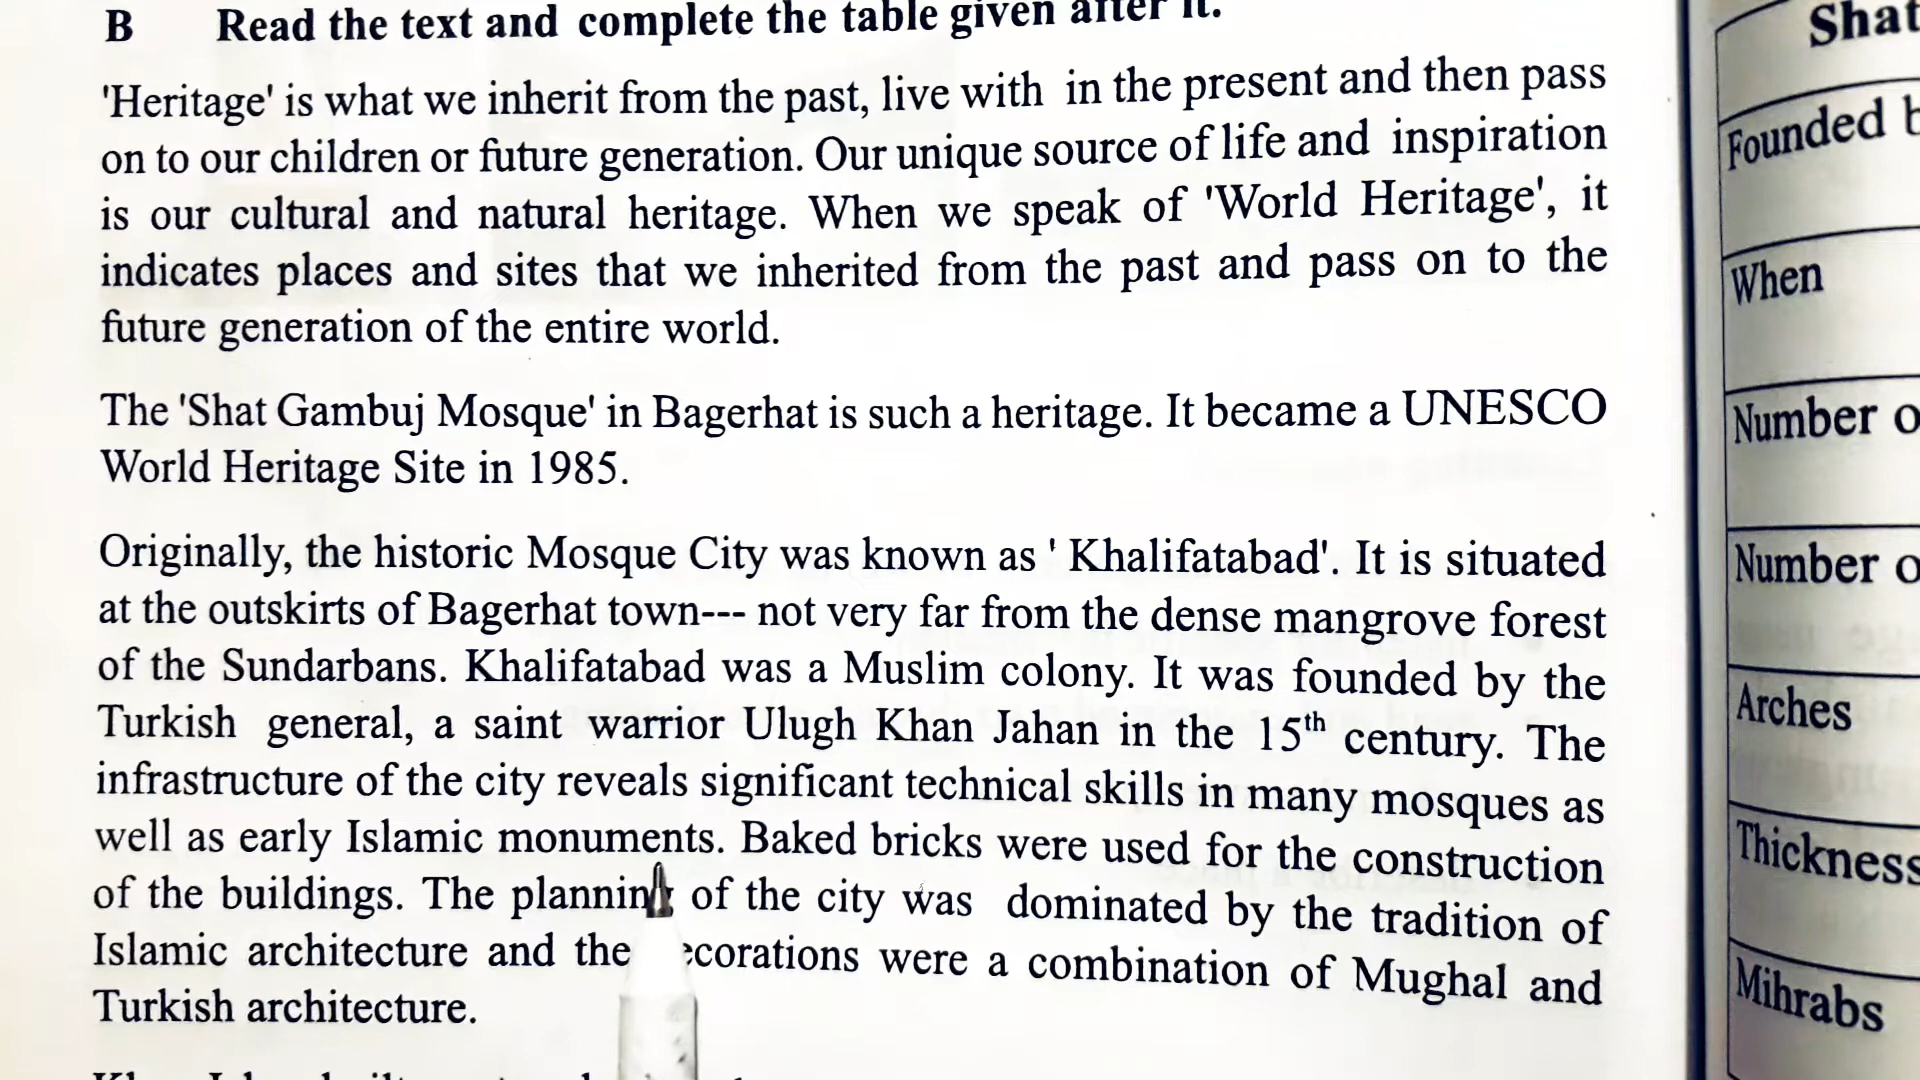 B Read the text and complete the table given after it.
'Heritage' is what we inherit from the past, live with in the present and then pass
on to our children or future generation. Our unique source of life and inspiration
is our cultural and natural heritage. When we speak of 'World Heritage', it
indicates places and sites that we inherited from the past and pass on to the
future generation of the entire world.
The 'Shat Gambuj Mosque' in Bagerhat is such a heritage. It became a UNESCO
World Heritage Site in 1985.
Originally, the historic Mosque City was known as ' Khalifatabad'. It is situated
at the outskirts of Bagerhat town--- not very far from the dense mangrove forest
of the Sundarbans. Khalifatabad was a Muslim colony. It was founded by the
Turkish general, a saint warrior Ulugh Khan Jahan in the 15th century. The
infrastructure of the city reveals significant technical skills in many mosques as
well as early Islamic monuments. Baked bricks were used for the construction
of the buildings. The planning of the city was dominated by the tradition of
Islamic architecture and the ecorations were a combination of Mughal and
Turkish architecture.
Shat
Founded b
When
Number o
Number o
Arches
Thickness
Mihrabs